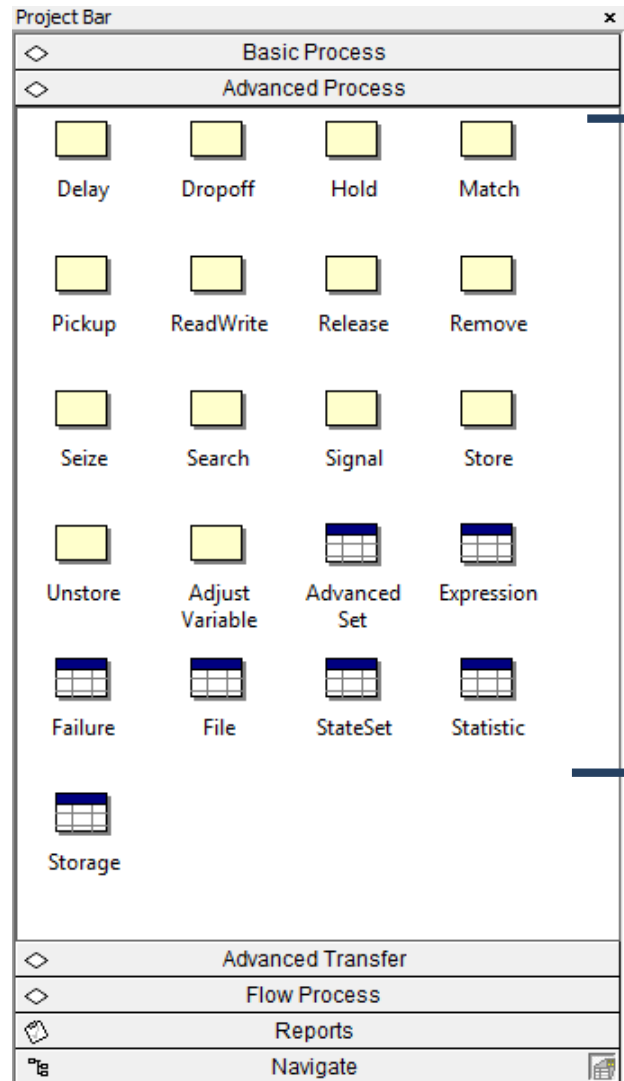 Project Bar
Basic Process
Advanced Process
Delay Dropoff Hold Match
Pickup ReadWrite Release Remove
Seize Search Signal Store
Unstore Adjust Variable Advanced Set Expression
Failure File StateSet Statistic
Storage
Advanced Transfer
Flow Process
Reports
Navigate